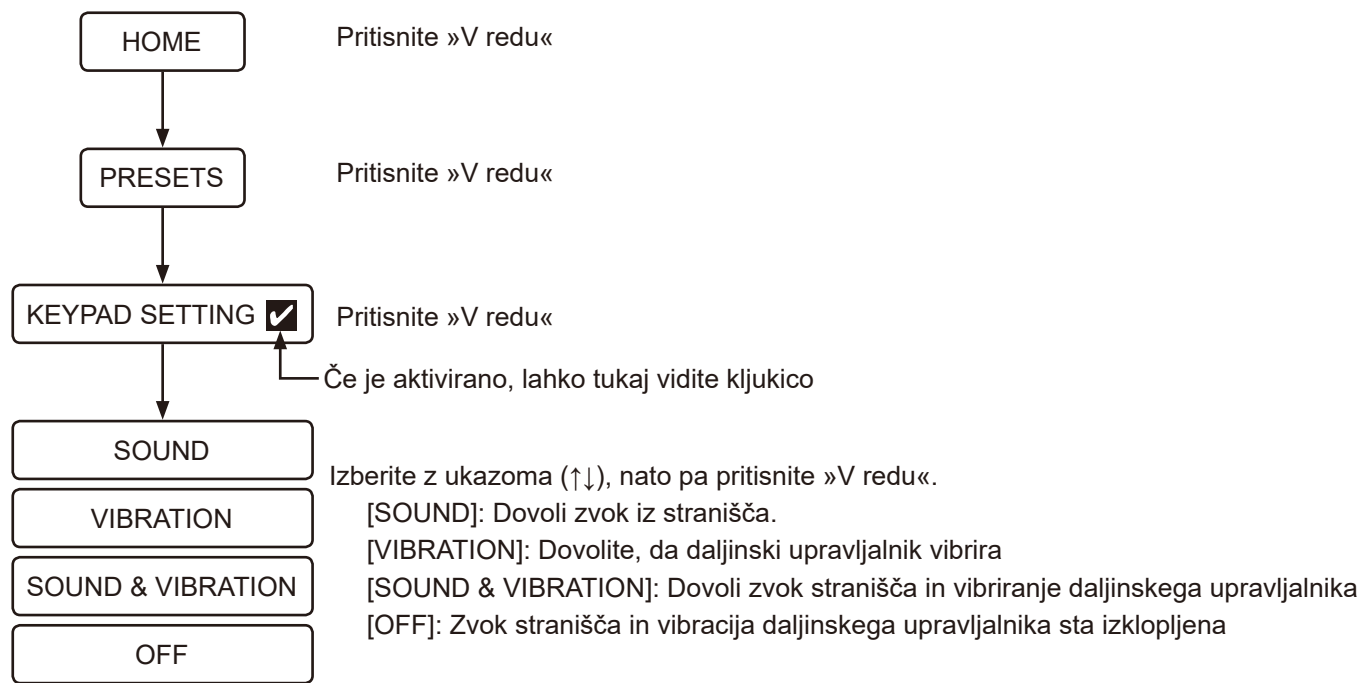 HOME
Pritisnite »V redu«
PRESETS
Pritisnite »V redu«
KEYPAD SETTING ✔
Pritisnite »V redu«
Če je aktivirano, lahko tukaj vidite kljukico
SOUND
VIBRATION
SOUND & VIBRATION
OFF
Izberite z ukazoma (↑↓), nato pa pritisnite »V redu«.
[SOUND]: Dovoli zvok iz stranišča.
[VIBRATION]: Dovolite, da daljinski upravljalnik vibrira
[SOUND & VIBRATION]: Dovoli zvok stranišča in vibriranje daljinskega upravljalnika
[OFF]: Zvok stranišča in vibracija daljinskega upravljalnika sta izklopljena